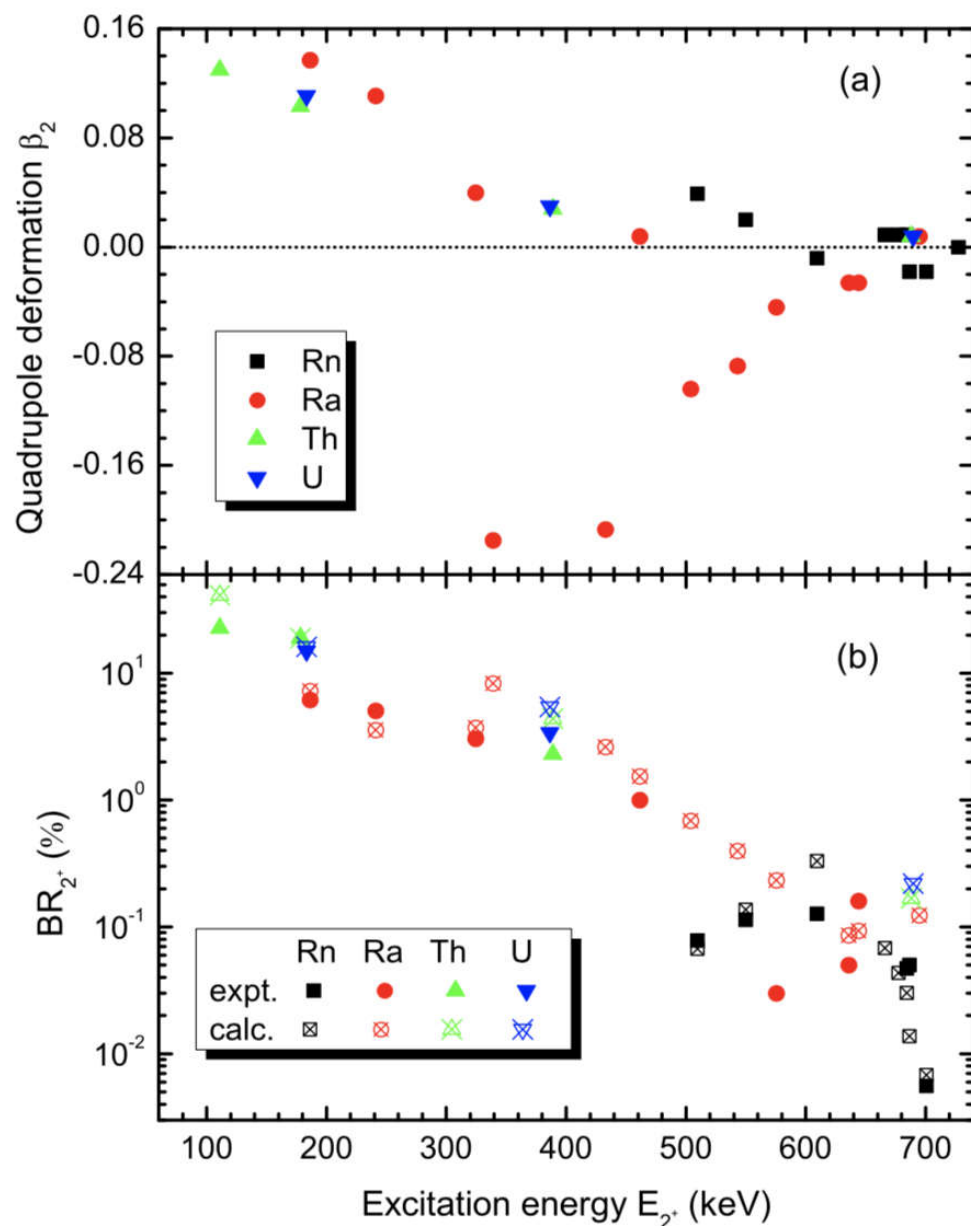 0.16
(a)
0.08
0.00
-0.08
-0.16
-0.24
Quadrupole deformation β₂
Rn
Ra
Th
U
(b)
10¹
10⁰
10⁻¹
10⁻²
BR₂⁺ (%)
Rn Ra Th U
expt.
calc.
100 200 300 400 500 600 700
Excitation energy E₂⁺ (keV)